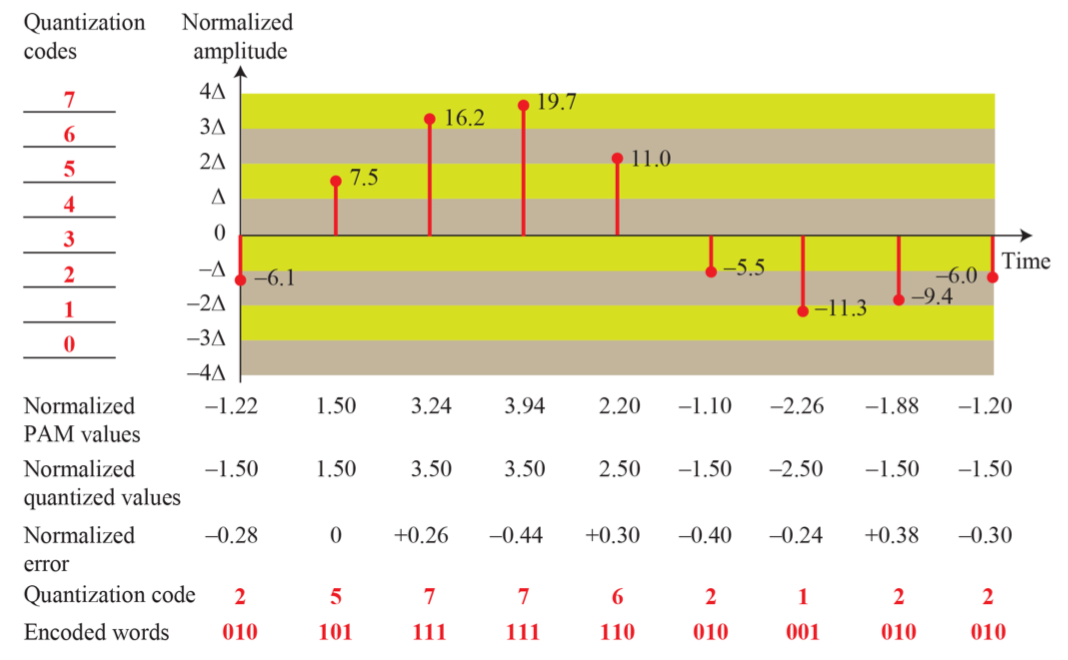 Quantization codes
Normalized amplitude
7
6
5
4
3
2
1
0
4Δ
3Δ
2Δ
Δ
0
–Δ
–2Δ
–3Δ
–4Δ
–6.1
7.5
16.2
19.7
11.0
–5.5
–11.3
–9.4
–6.0
Time
Normalized PAM values –1.22 1.50 3.24 3.94 2.20 –1.10 –2.26 –1.88 –1.20
Normalized quantized values –1.50 1.50 3.50 3.50 2.50 –1.50 –2.50 –1.50 –1.50
Normalized error –0.28 0 +0.26 –0.44 +0.30 –0.40 –0.24 +0.38 –0.30
Quantization code 2 5 7 7 6 2 1 2 2
Encoded words 010 101 111 111 110 010 001 010 010